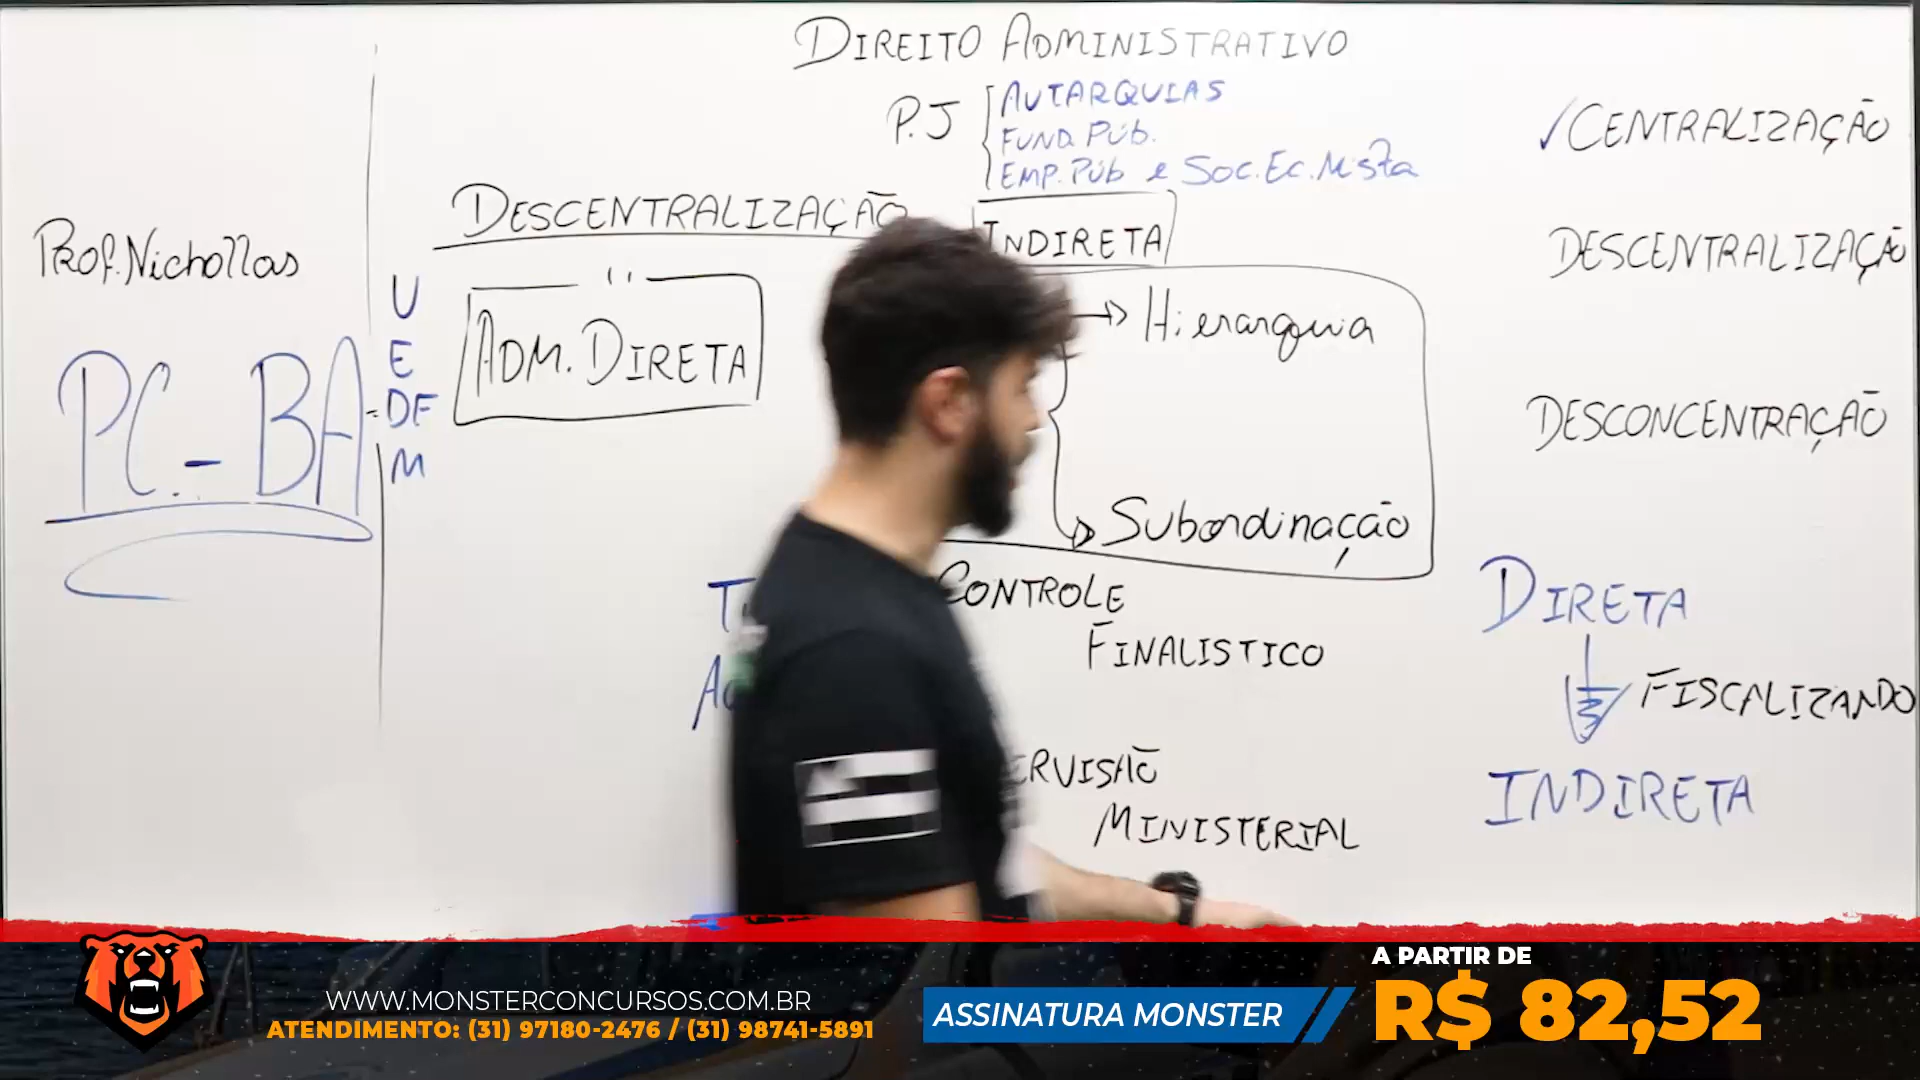 DIREITO ADMINISTRATIVO
P.J
AUTARQUIAS
FUND. PÚB.
EMP. PÚB e Soc. Ec. Mista
DESCENTRALIZAÇÃO
INDIRETA
Prof. Nichollas
PC-BA
U
E
DF
M
ADM. DIRETA
Hierarquia
Subordinação
CONTROLE
FINALISTICO
MINISTERIAL
✓CENTRALIZAÇÃO
DESCENTRALIZAÇÃO
DESCONCENTRAÇÃO
DIRETA
FISCALIZANDO
INDIRETA
WWW.MONSTERCONCURSOS.COM.BR
ATENDIMENTO: (31) 97180-2476 / (31) 98741-5891
ASSINATURA MONSTER
A PARTIR DE
R$ 82,52